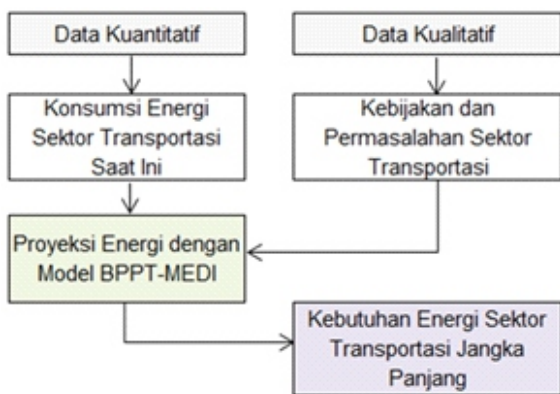 Data Kuantitatif
Data Kualitatif
Konsumsi Energi
Sektor Transportasi
Saat Ini
Kebijakan dan
Permasalahan Sektor
Transportasi
Proyeksi Energi dengan
Model BPPT-MEDI
Kebutuhan Energi Sektor
Transportasi Jangka
Panjang